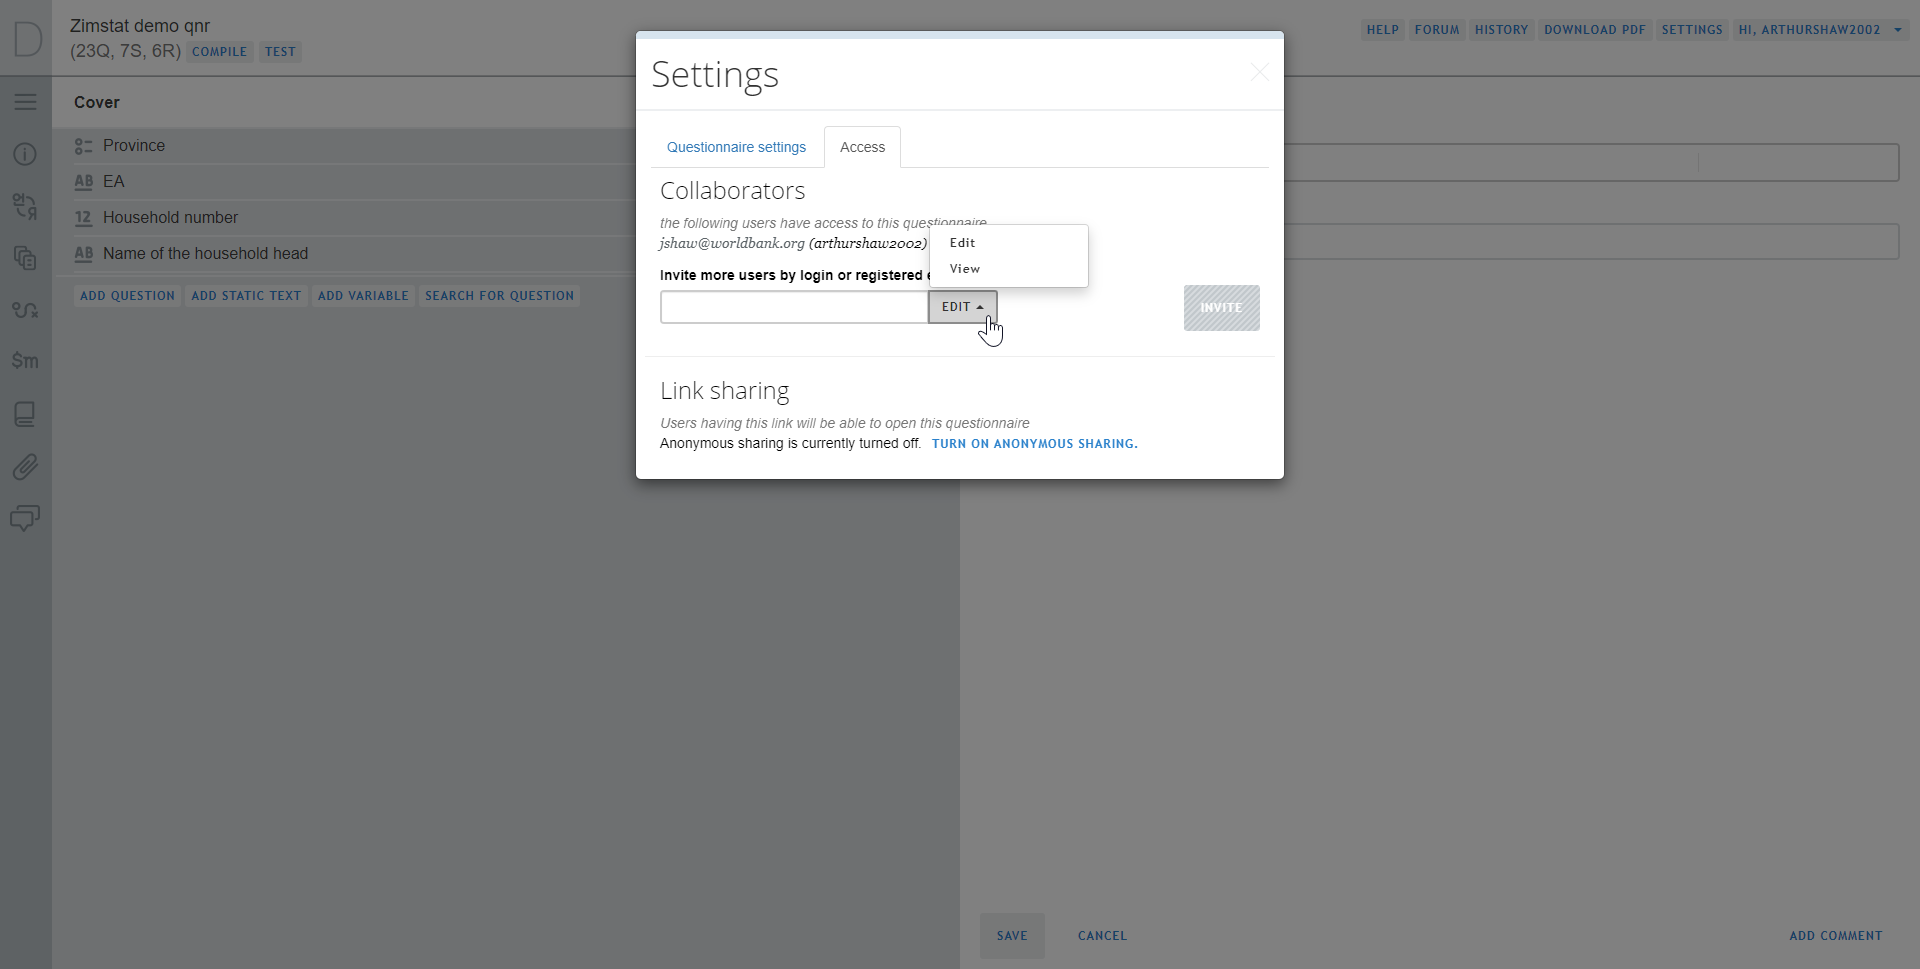 D
Zimstat demo qnr
(23Q, 7S, 6R) COMPILE TEST
HELP FORUM HISTORY DOWNLOAD PDF SETTINGS HI, ARTHURSHAW2002
Cover
Province
AB EA
12 Household number
AB Name of the household head
ADD QUESTION ADD STATIC TEXT ADD VARIABLE SEARCH FOR QUESTION
$m
Settings
Questionnaire settings Access
Collaborators
the following users have access to this questionnaire
jshaw@worldbank.org (arthurshaw2002)
Edit
View
Invite more users by login or registered
EDIT
INVITE
Link sharing
Users having this link will be able to open this questionnaire
Anonymous sharing is currently turned off. TURN ON ANONYMOUS SHARING.
SAVE CANCEL ADD COMMENT